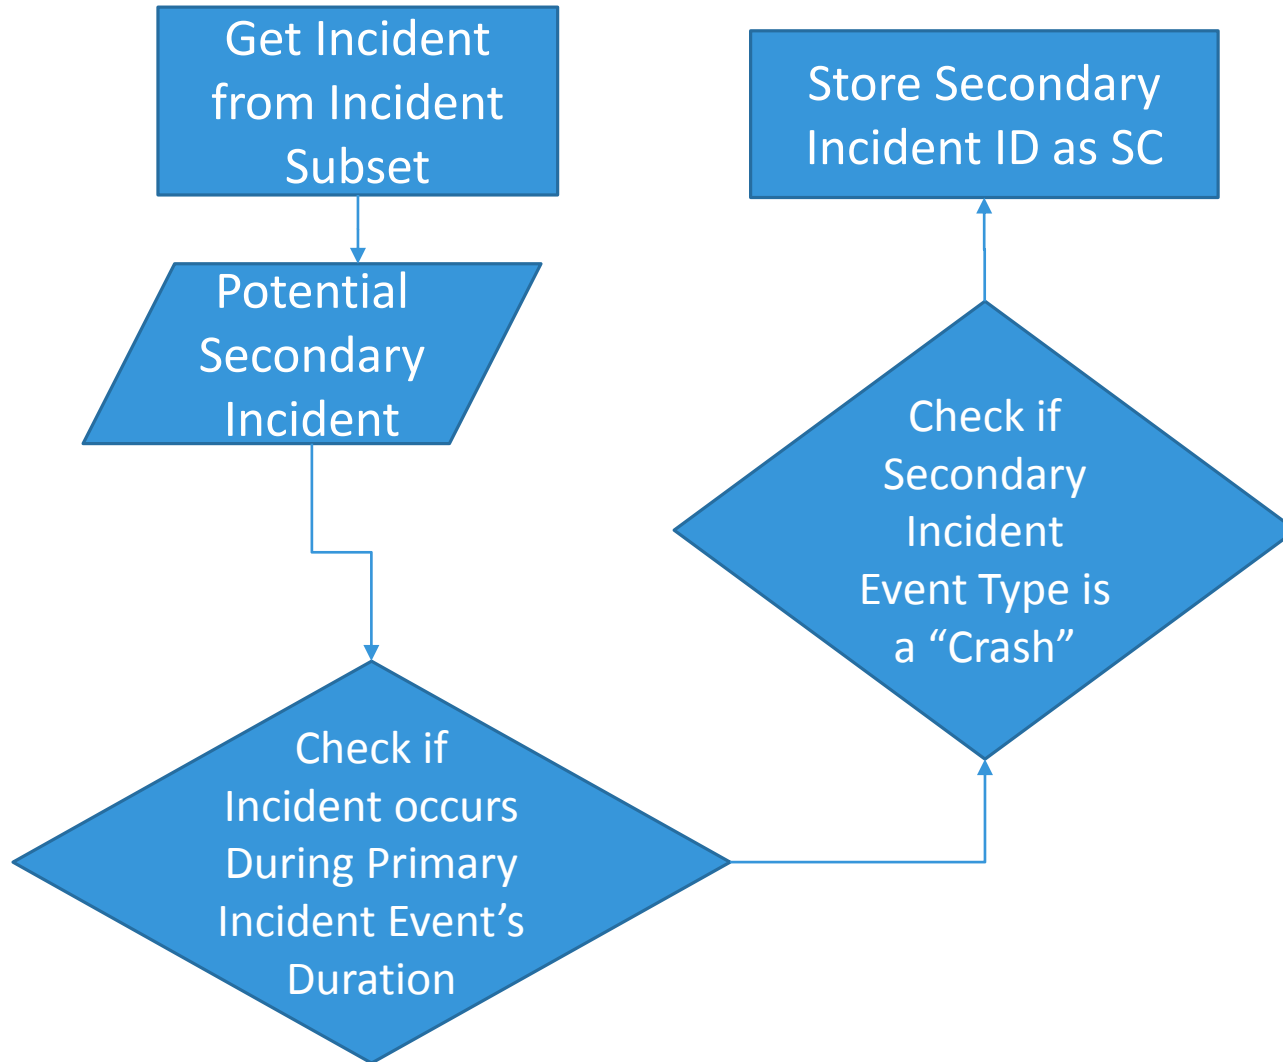 Get Incident
from Incident
Subset
Potential
Secondary
Incident
Check if
Incident occurs
During Primary
Incident Event’s
Duration
Check if
Secondary
Incident
Event Type is
a “Crash”
Store Secondary
Incident ID as SC